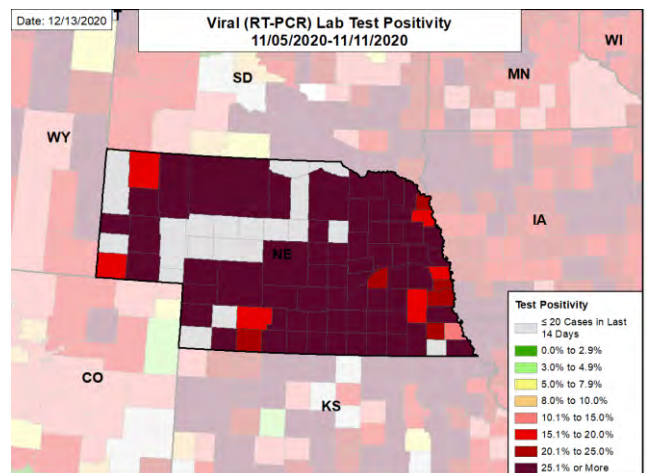 Date: 12/13/2020
Viral (RT-PCR) Lab Test Positivity
11/05/2020-11/11/2020
T
SD
MN
WI
WY
IA
NE
CO
KS
Test Positivity
≤ 20 Cases in Last
14 Days
0.0% to 2.9%
3.0% to 4.9%
5.0% to 7.9%
8.0% to 10.0%
10.1% to 15.0%
15.1% to 20.0%
20.1% to 25.0%
25.1% or More